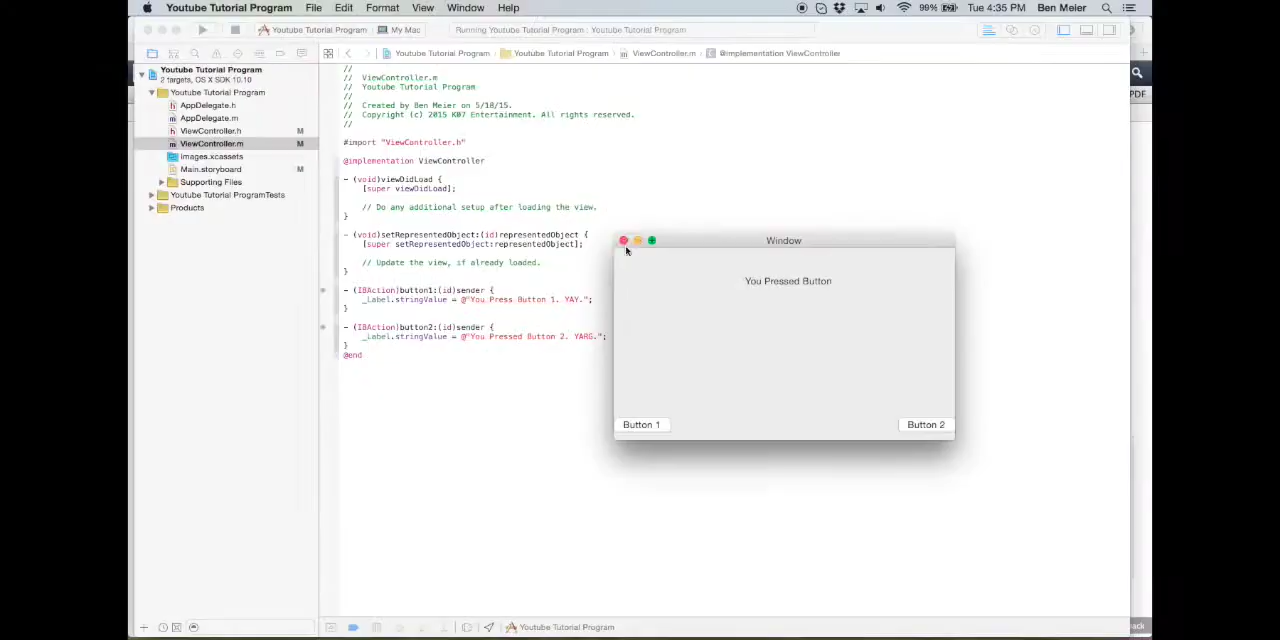 Youtube Tutorial Program File Edit Format View Window Help 99% Tue 4:35 PM Ben Meier
Youtube Tutorial Program My Mac Running Youtube Tutorial Program : Youtube Tutorial Program
Youtube Tutorial Program Youtube Tutorial Program ViewController.m @implementation ViewController
Youtube Tutorial Program
2 targets, OS X SDK 10.10
Youtube Tutorial Program
AppDelegate.h
AppDelegate.m
ViewController.h M
ViewController.m M
Images.xcassets
Main.storyboard M
Supporting Files
Youtube Tutorial ProgramTests
Products
//
// ViewController.m
// Youtube Tutorial Program
//
// Created by Ben Meier on 5/18/15.
// Copyright (c) 2015 K07 Entertainment. All rights reserved.
//
#import "ViewController.h"
@implementation ViewController
- (void)viewDidLoad {
[super viewDidLoad];
// Do any additional setup after loading the view.
}
- (void)setRepresentedObject:(id)representedObject {
[super setRepresentedObject:representedObject];
// Update the view, if already loaded.
}
- (IBAction)button1:(id)sender {
_Label.stringValue = @"You Press Button 1. YAY.";
}
- (IBAction)button2:(id)sender {
_Label.stringValue = @"You Pressed Button 2. YARG.";
}
@end
Window
You Pressed Button
Button 1 Button 2
PDF
Youtube Tutorial Program